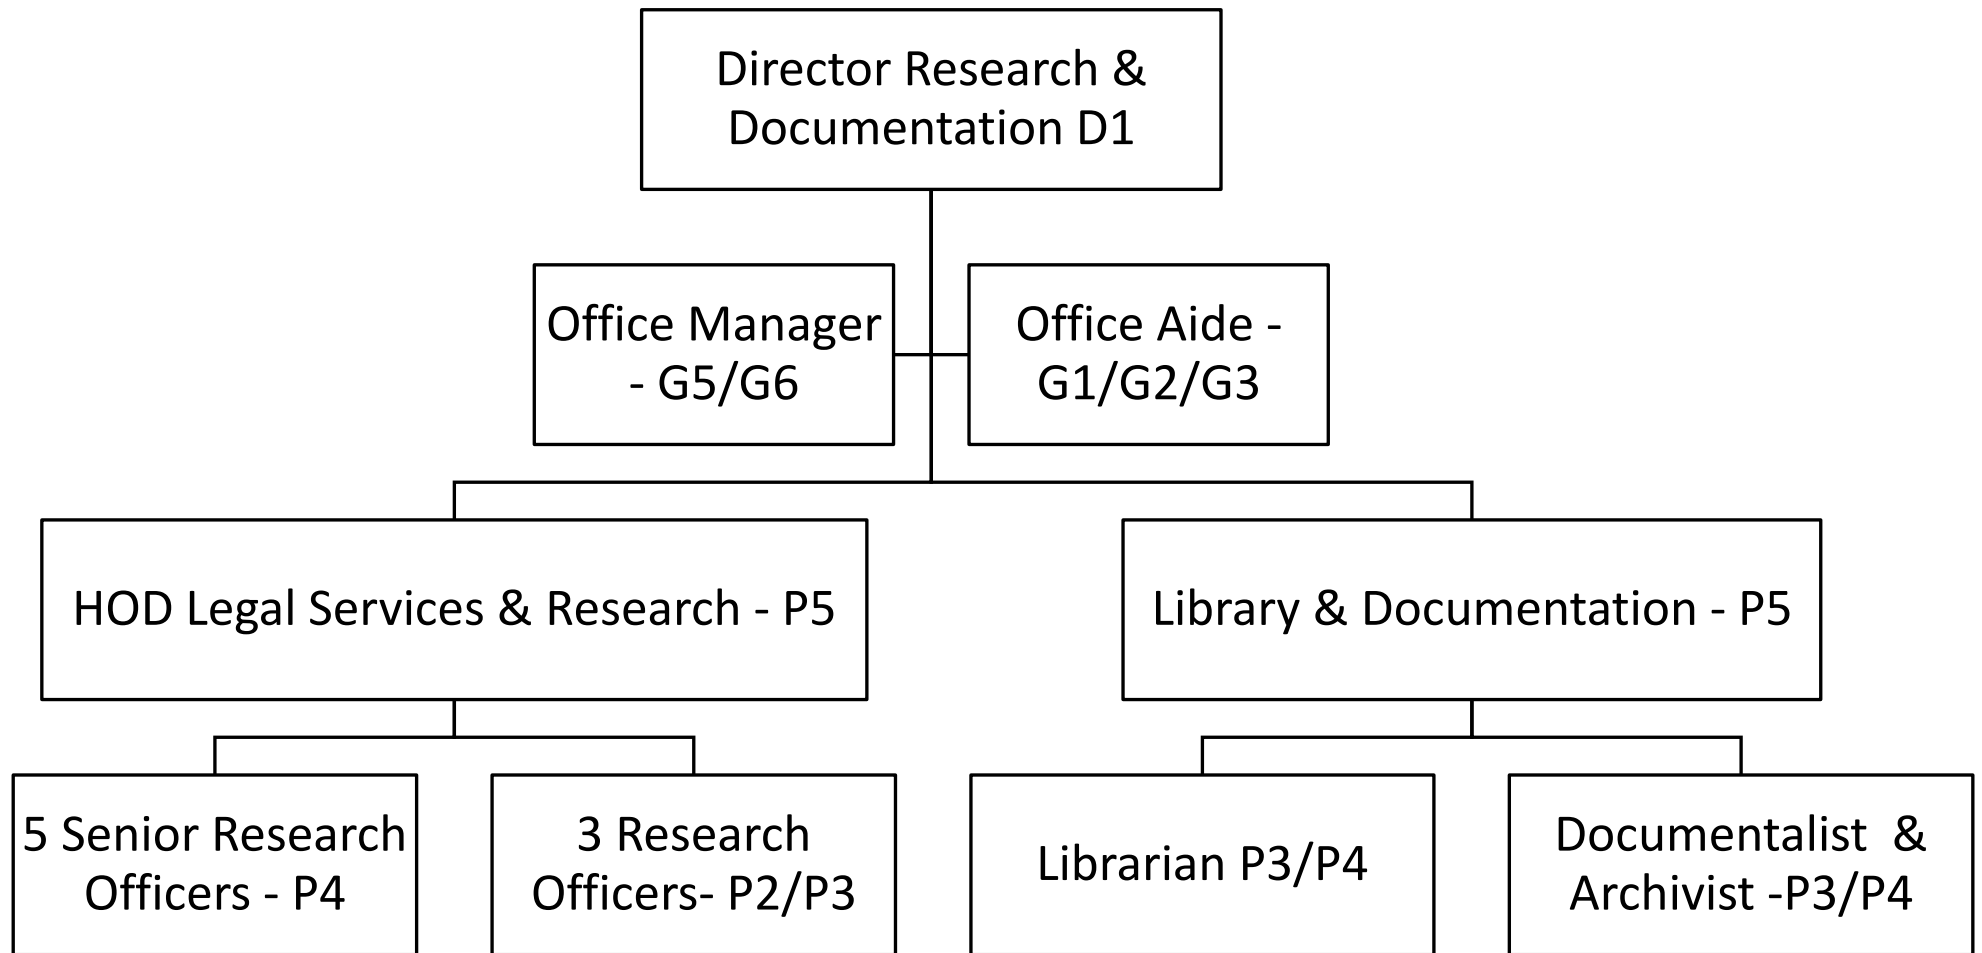 Director Research &
Documentation D1
Office Manager
- G5/G6
Office Aide -
G1/G2/G3
HOD Legal Services & Research - P5
Library & Documentation - P5
5 Senior Research
Officers - P4
3 Research
Officers- P2/P3
Librarian P3/P4
Documentalist  &
Archivist -P3/P4